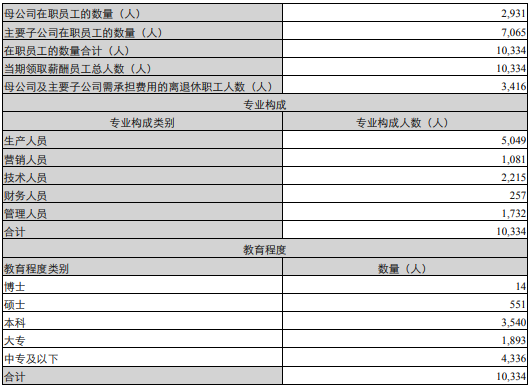 母公司在职员工的数量（人） 2,931
主要子公司在职员工的数量（人） 7,065
在职员工的数量合计（人） 10,334
当期领取薪酬员工总人数（人） 10,334
母公司及主要子公司需承担费用的离退休职工人数（人） 3,416
专业构成
专业构成类别 专业构成人数（人）
生产人员 5,049
营销人员 1,081
技术人员 2,215
财务人员 257
管理人员 1,732
合计 10,334
教育程度
教育程度类别 数量（人）
博士 14
硕士 551
本科 3,540
大专 1,893
中专及以下 4,336
合计 10,334